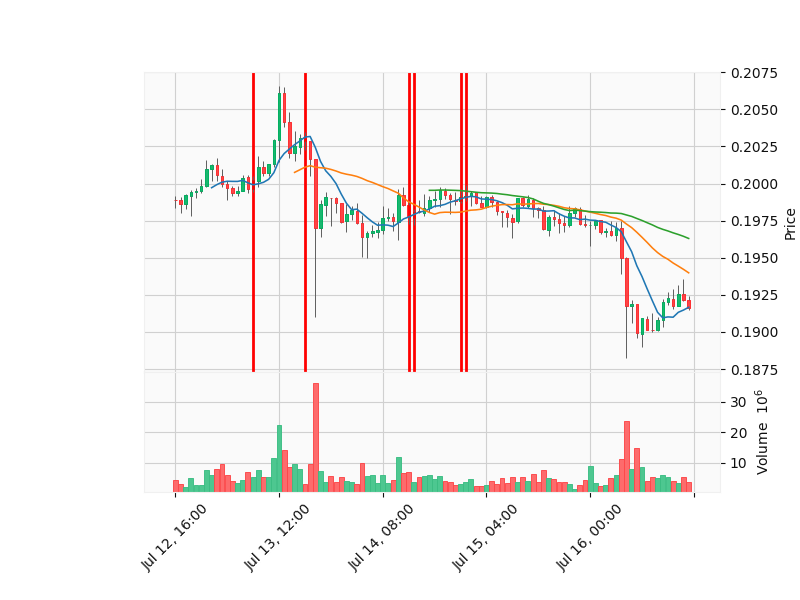 0.2075
0.2050
0.2025
0.2000
0.1975
0.1950
0.1925
0.1900
0.1875
Price
30
20
10
Volume 10^6
Jul 12, 16:00
Jul 13, 12:00
Jul 14, 08:00
Jul 15, 04:00
Jul 16, 00:00